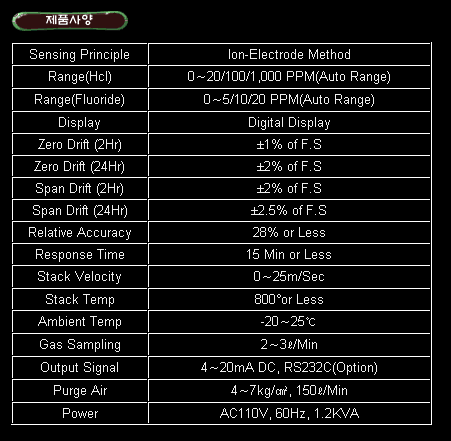 제품사양
Sensing Principle Ion-Electrode Method
Range(Hcl) 0~20/100/1,000 PPM(Auto Range)
Range(Fluoride) 0~5/10/20 PPM(Auto Range)
Display Digital Display
Zero Drift (2Hr) ±1% of F.S
Zero Drift (24Hr) ±2% of F.S
Span Drift (2Hr) ±2% of F.S
Span Drift (24Hr) ±2.5% of F.S
Relative Accuracy 28% or Less
Response Time 15 Min or Less
Stack Velocity 0~25m/Sec
Stack Temp 800°or Less
Ambient Temp -20~25℃
Gas Sampling 2~3ℓ/Min
Output Signal 4~20mA DC, RS232C(Option)
Purge Air 4~7kg/㎠, 150ℓ/Min
Power AC110V, 60Hz, 1.2KVA